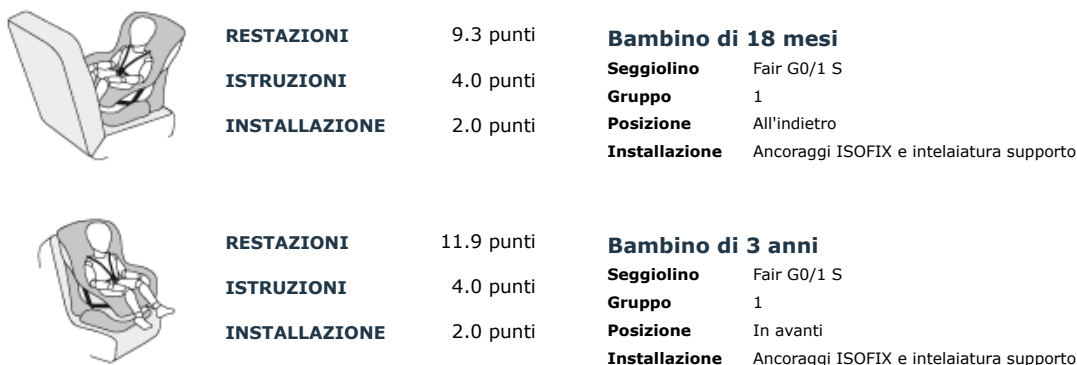 RESTAZIONI 9.3 punti
ISTRUZIONI 4.0 punti
INSTALLAZIONE 2.0 punti
Bambino di 18 mesi
Seggiolino Fair G0/1 S
Gruppo 1
Posizione All'indietro
Installazione Ancoraggi ISOFIX e intelaiatura supporto
RESTAZIONI 11.9 punti
ISTRUZIONI 4.0 punti
INSTALLAZIONE 2.0 punti
Bambino di 3 anni
Seggiolino Fair G0/1 S
Gruppo 1
Posizione In avanti
Installazione Ancoraggi ISOFIX e intelaiatura supporto